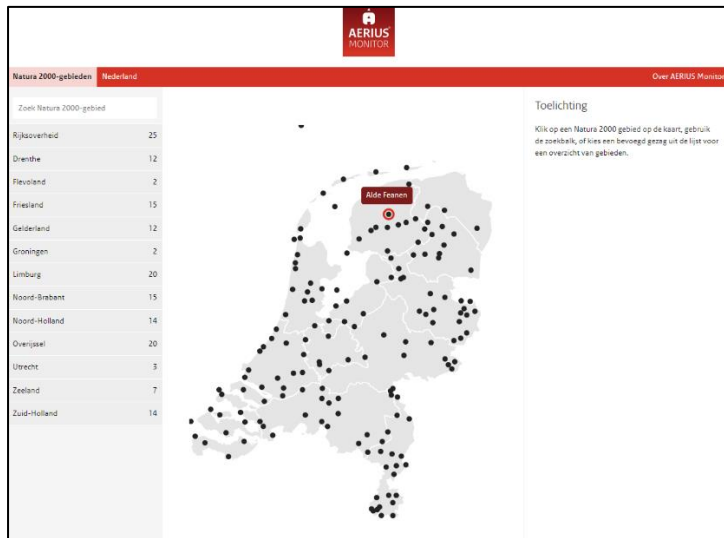 AERIUS
MONITOR
Natura 2000-gebieden Nederland Over AERIUS Monitor
Zoek Natura 2000-gebied
Rijksoverheid 25
Drenthe 12
Flevoland 2
Friesland 15
Gelderland 12
Groningen 2
Limburg 20
Noord-Brabant 15
Noord-Holland 14
Overijssel 20
Utrecht 3
Zeeland 7
Zuid-Holland 14
Alde Feanen
Toelichting
Klik op een Natura 2000 gebied op de kaart, gebruik
de zoekbalk, of kies een bevoegd gezag uit de lijst voor
een overzicht van gebieden.